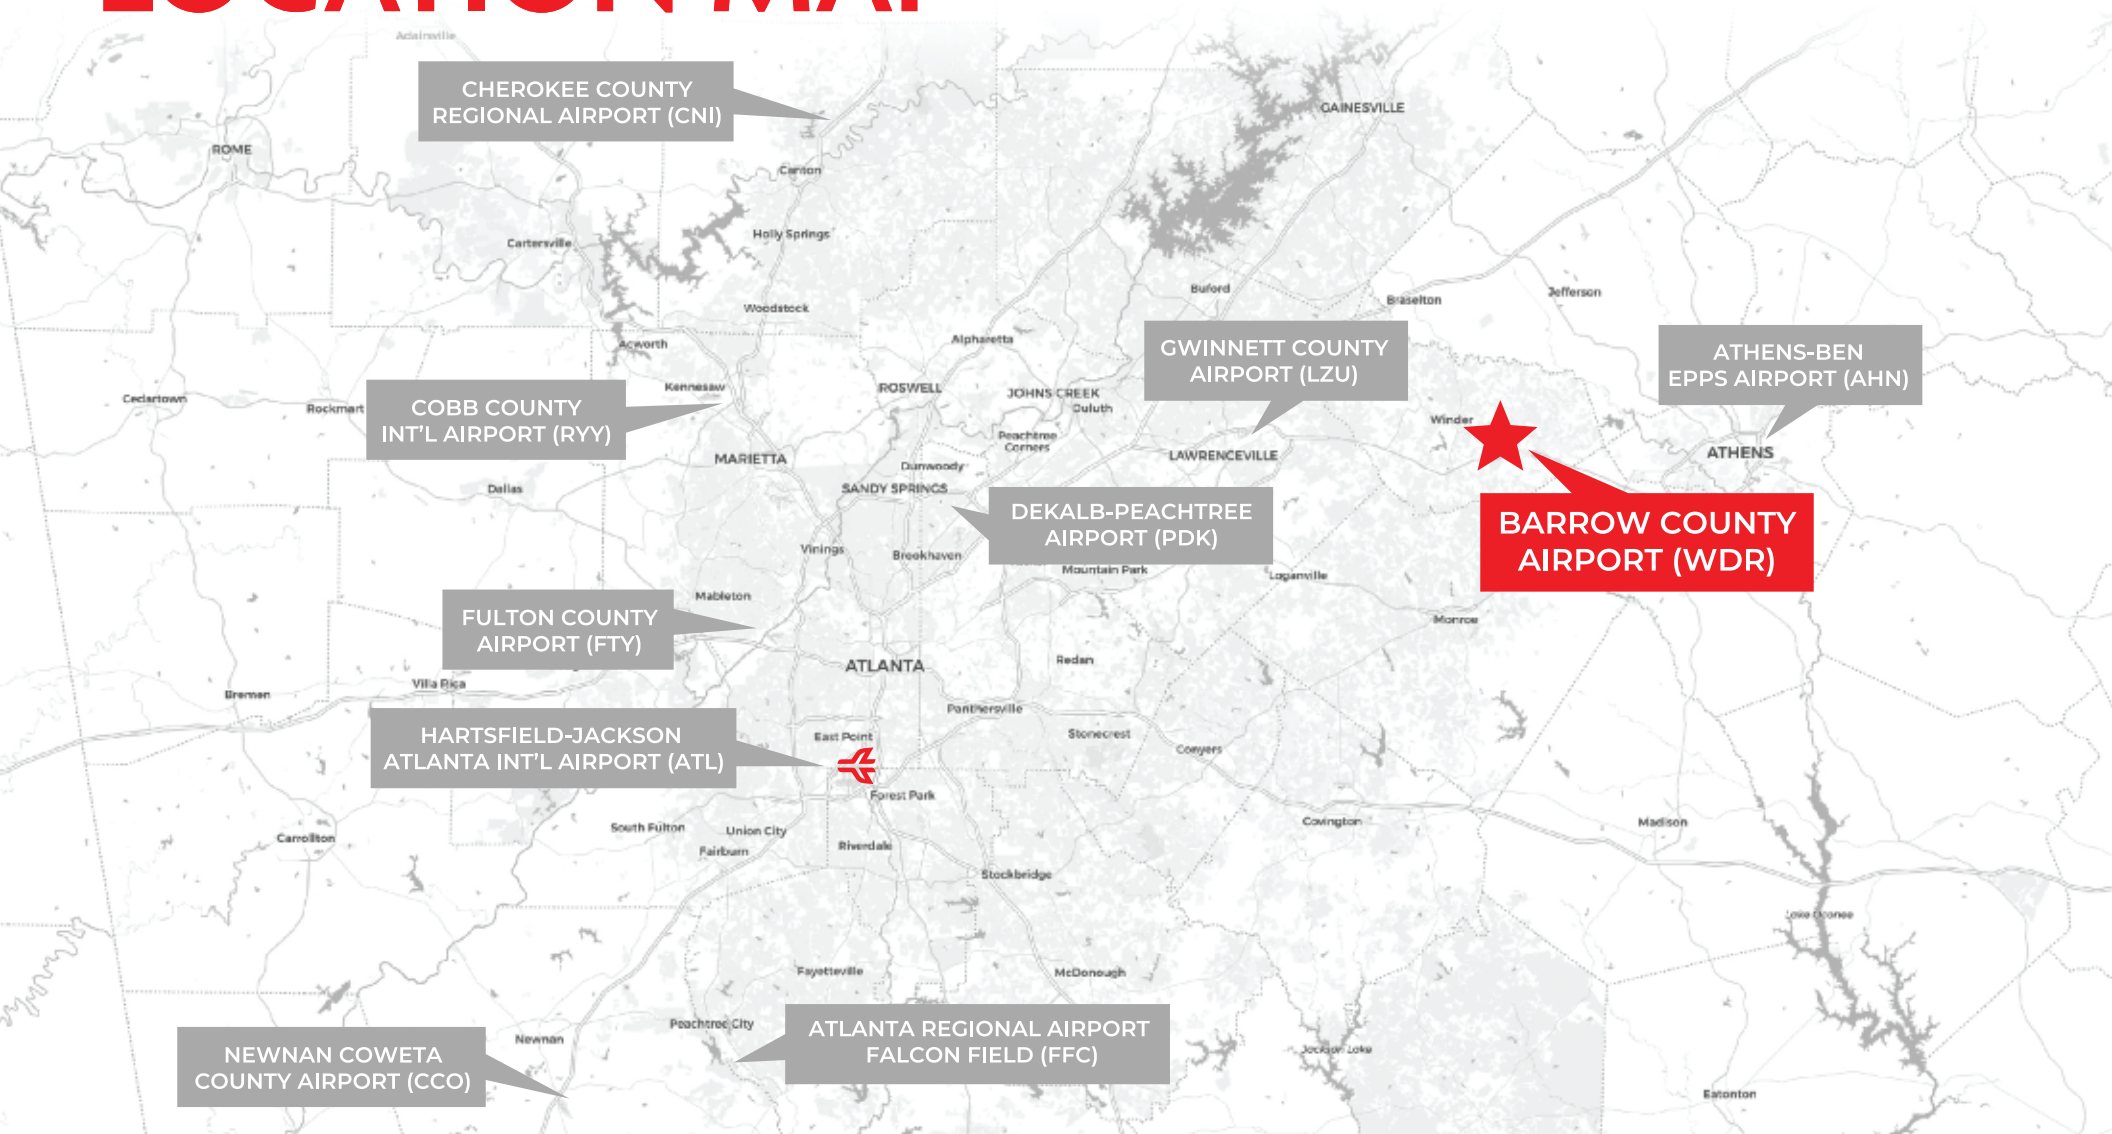 LOCATION MAP
Adairsville
CHEROKEE COUNTY
REGIONAL AIRPORT (CNI)
GAINESVILLE
ROME
Canton
Holly Springs
Cartersville
Buford
Braselton
Jefferson
Woodstock
Acworth
Alpharetta
GWINNETT COUNTY
AIRPORT (LZU)
ATHENS-BEN
EPPS AIRPORT (AHN)
Kennesaw
ROSWELL
JOHNS CREEK
Duluth
Cedartown
Rockmart
COBB COUNTY
INT'L AIRPORT (RYY)
Winder
Peachtree
Corners
MARIETTA
Dunwoody
LAWRENCEVILLE
ATHENS
Dallas
SANDY SPRINGS
DEKALB-PEACHTREE
AIRPORT (PDK)
BARROW COUNTY
AIRPORT (WDR)
Vinings
Brookhaven
Mountain Park
Loganville
Mableton
FULTON COUNTY
AIRPORT (FTY)
Monroe
ATLANTA
Redan
Villa Rica
Bremen
Panthersville
HARTSFIELD-JACKSON
ATLANTA INT'L AIRPORT (ATL)
East Point
Stonecrest
Conyers
Forest Park
South Fulton
Union City
Covington
Madison
Carrollton
Fairburn
Riverdale
Stockbridge
Lake Oconee
Fayetteville
McDonough
Peachtree City
ATLANTA REGIONAL AIRPORT
FALCON FIELD (FFC)
Newnan
Jackson Lake
NEWNAN COWETA
COUNTY AIRPORT (CCO)
Eatonton